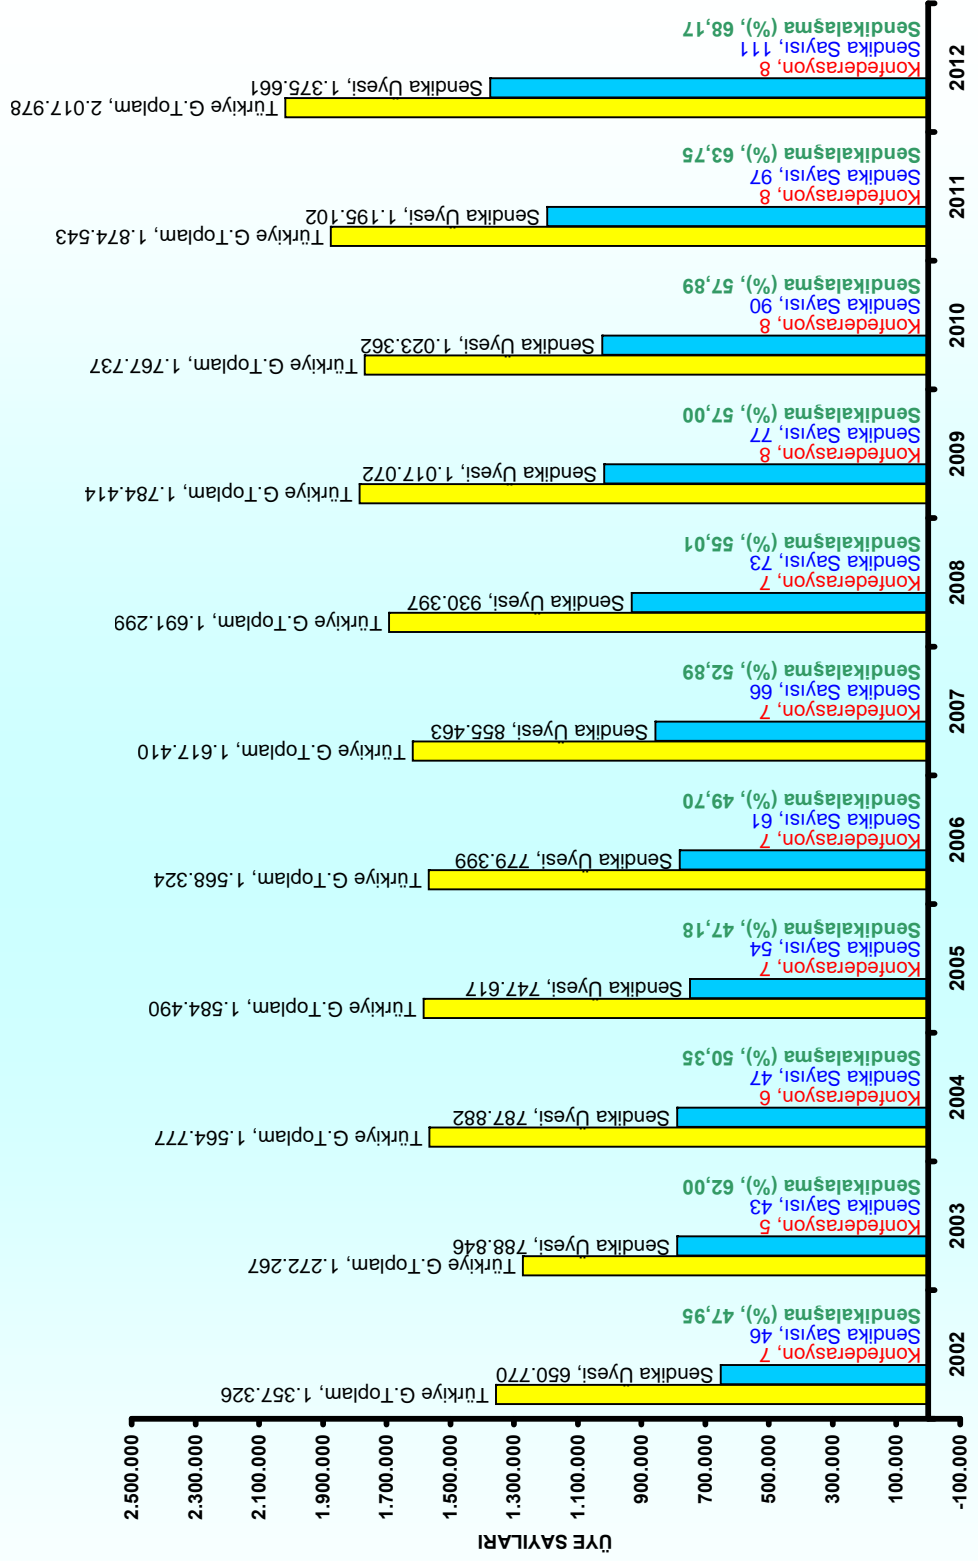 ÜYE SAYILARI
2.500.000
2.300.000
2.100.000
1.900.000
1.700.000
1.500.000
1.300.000
1.100.000
900.000
700.000
500.000
300.000
100.000
-100.000
Türkiye G.Toplam, 1.357.326
Sendika Üyesi, 650.770
Konfederasyon, 7
Sendika Sayısı, 46
Sendikalaşma (%), 47,95
2002
Türkiye G.Toplam, 1.272.267
Sendika Üyesi, 788.846
Konfederasyon, 5
Sendika Sayısı, 43
Sendikalaşma (%), 62,00
2003
Türkiye G.Toplam, 1.564.777
Sendika Üyesi, 787.882
Konfederasyon, 6
Sendika Sayısı, 47
Sendikalaşma (%), 50,35
2004
Türkiye G.Toplam, 1.584.490
Sendika Üyesi, 747.617
Konfederasyon, 7
Sendika Sayısı, 54
Sendikalaşma (%), 47,18
2005
Türkiye G.Toplam, 1.568.324
Sendika Üyesi, 779.399
Konfederasyon, 7
Sendika Sayısı, 61
Sendikalaşma (%), 49,70
2006
Türkiye G.Toplam, 1.617.410
Sendika Üyesi, 855.463
Konfederasyon, 7
Sendika Sayısı, 66
Sendikalaşma (%), 52,89
2007
Türkiye G.Toplam, 1.691.299
Sendika Üyesi, 930.397
Konfederasyon, 7
Sendika Sayısı, 73
Sendikalaşma (%), 55,01
2008
Türkiye G.Toplam, 1.784.414
Sendika Üyesi, 1.017.072
Konfederasyon, 8
Sendika Sayısı, 77
Sendikalaşma (%), 57,00
2009
Türkiye G.Toplam, 1.767.737
Sendika Üyesi, 1.023.362
Konfederasyon, 8
Sendika Sayısı, 90
Sendikalaşma (%), 57,89
2010
Türkiye G.Toplam, 1.874.543
Sendika Üyesi, 1.195.102
Konfederasyon, 8
Sendika Sayısı, 97
Sendikalaşma (%), 63,75
2011
Türkiye G.Toplam, 2.017.978
Sendika Üyesi, 1.375.661
Konfederasyon, 8
Sendika Sayısı, 111
Sendikalaşma (%), 68,17
2012